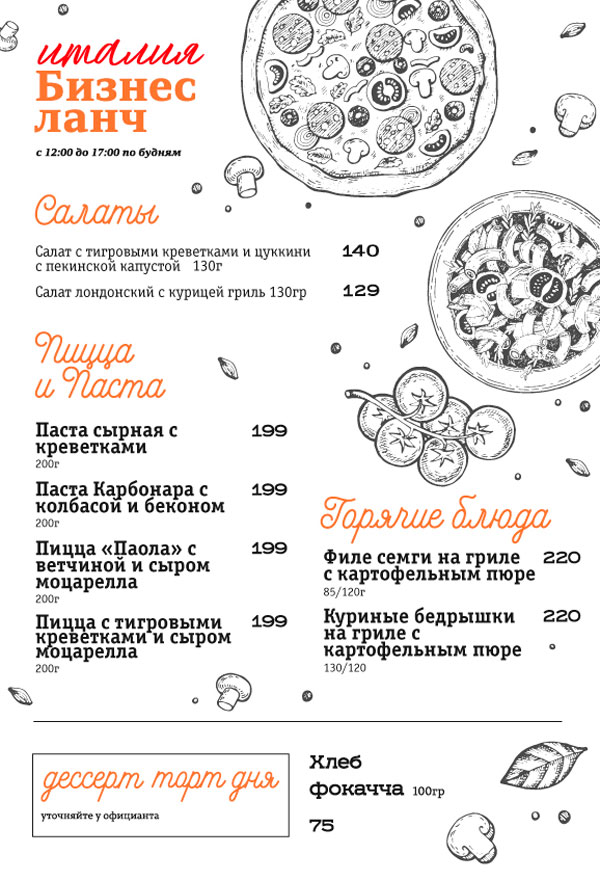 италия
Бизнес
ланч
с 12:00 до 17:00 по будням
Салаты
Салат с тигровыми креветками и цуккини 140
с пекинской капустой 130г
Салат лондонский с курицей гриль 130гр 129
Пицца
и Паста
Паста сырная с 199
креветками
200г
Паста Карбонара с 199
колбасой и беконом
200г
Пицца «Паола» с 199
ветчиной и сыром
моцарелла
200г
Пицца с тигровыми 199
креветками и сыром
моцарелла
200г
Горячие блюда
Филе семги на гриле 220
с картофельным пюре
85/120г
Куриные бедрышки 220
на гриле с
картофельным пюре
130/120
дессерт торт дня
уточняйте у официанта
Хлеб
фокачча 100гр
75